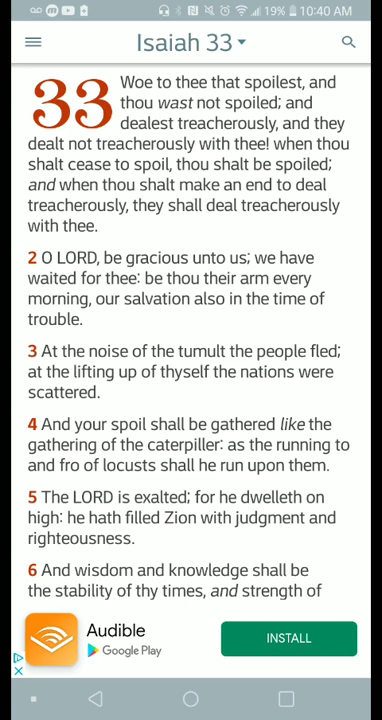 19% 10:40 AM
Isaiah 33
33 Woe to thee that spoilest, and
thou wast not spoiled; and
dealest treacherously, and they
dealt not treacherously with thee! when thou
shalt cease to spoil, thou shalt be spoiled;
and when thou shalt make an end to deal
treacherously, they shall deal treacherously
with thee.
2 O LORD, be gracious unto us; we have
waited for thee: be thou their arm every
morning, our salvation also in the time of
trouble.
3 At the noise of the tumult the people fled;
at the lifting up of thyself the nations were
scattered.
4 And your spoil shall be gathered like the
gathering of the caterpiller: as the running to
and fro of locusts shall he run upon them.
5 The LORD is exalted; for he dwelleth on
high: he hath filled Zion with judgment and
righteousness.
6 And wisdom and knowledge shall be
the stability of thy times, and strength of
Audible
Google Play
INSTALL